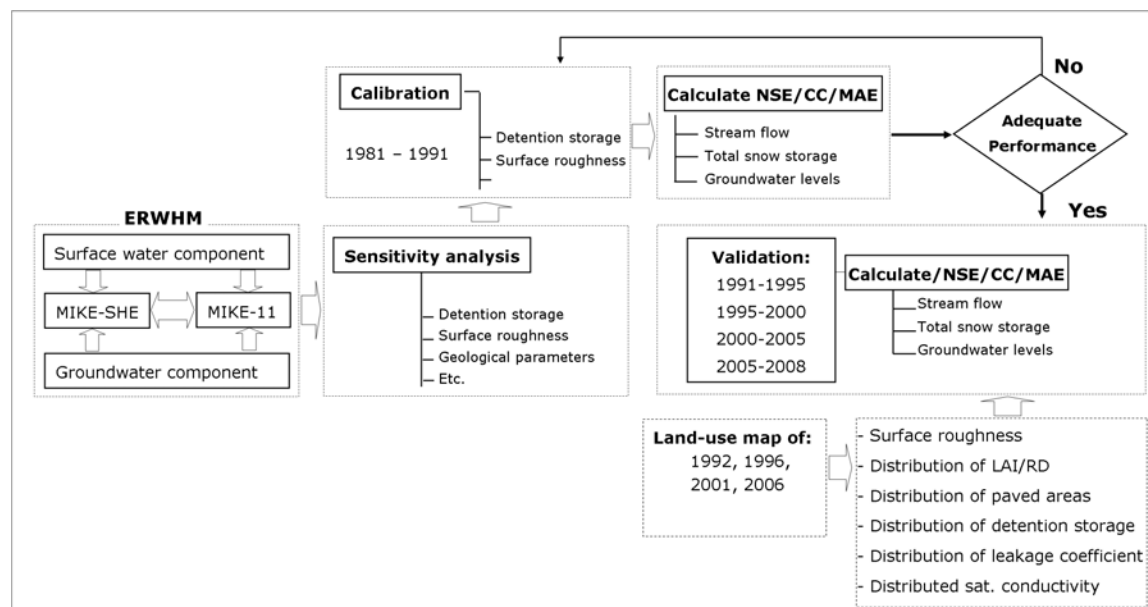 No
Calibration
Calculate NSE/CC/MAE
Adequate
Performance
Detention storage
1981 – 1991
Surface roughness
Stream flow
Total snow storage
Groundwater levels
Yes
ERWHM
Surface water component
MIKE-SHE
MIKE-11
Groundwater component
Sensitivity analysis
Detention storage
Surface roughness
Geological parameters
Etc.
Validation:
1991-1995
1995-2000
2000-2005
2005-2008
Calculate/NSE/CC/MAE
Stream flow
Total snow storage
Groundwater levels
Land-use map of:
1992, 1996,
2001, 2006
- Surface roughness
- Distribution of LAI/RD
- Distribution of paved areas
- Distribution of detention storage
- Distribution of leakage coefficient
- Distributed sat. conductivity